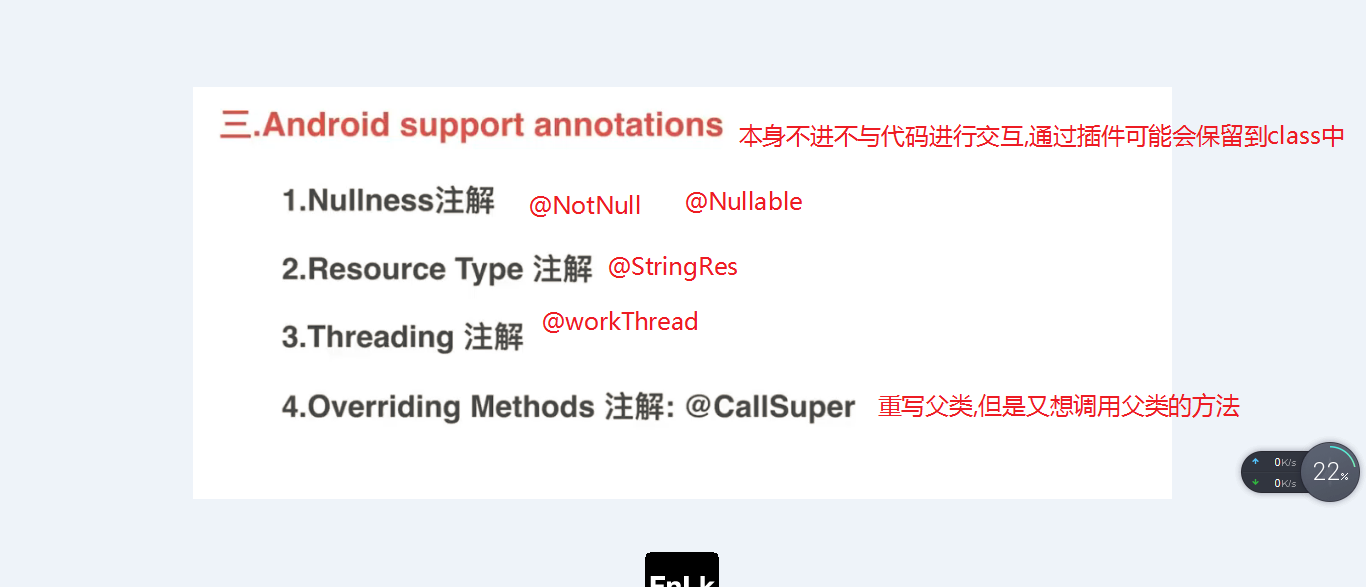 三.Android support annotations 本身不进不与代码进行交互,通过插件可能会保留到class中
1.Nullness注解 @NotNull @Nullable
2.Resource Type 注解 @StringRes
3.Threading 注解 @workThread
4.Overriding Methods 注解: @CallSuper 重写父类,但是又想调用父类的方法
0K/s
22%
0K/s